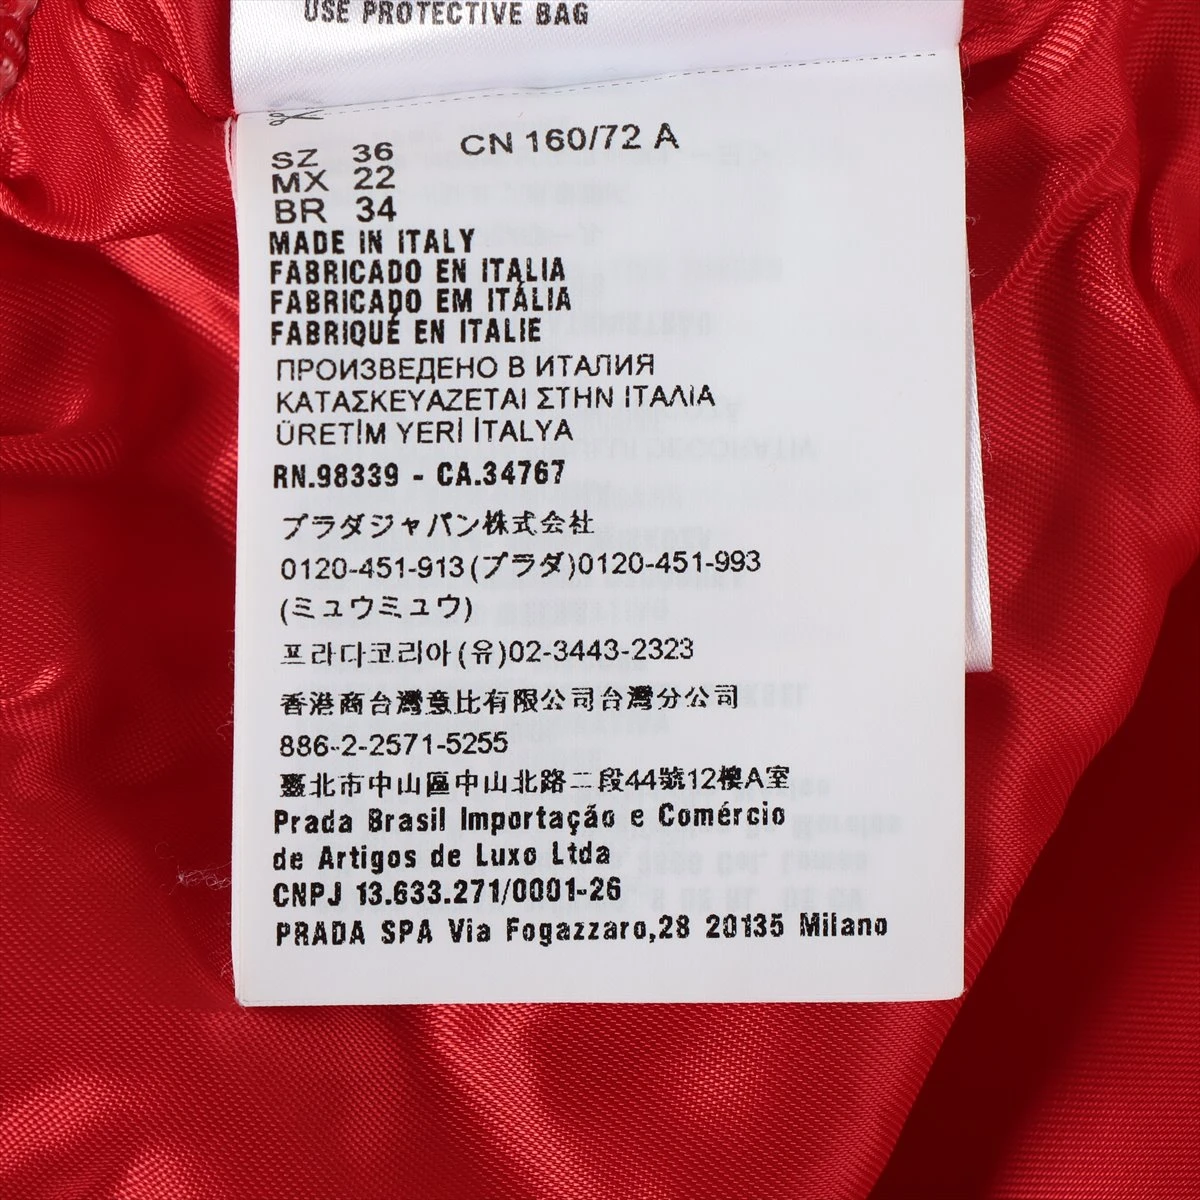 USE PROTECTIVE BAG
SZ 36 CN 160/72 A
MX 22
BR 34
MADE IN ITALY
FABRICADO EN ITALIA
FABRICADO EM ITÁLIA
FABRIQUÉ EN ITALIE
ПРОИЗВЕДЕНО В ИТАЛИЯ
ΚΑΤΑΣΚΕΥΑΖΕΤΑΙ ΣΤΗΝ ΙΤΑΛΙΑ
ÜRETİM YERİ İTALYA
RN.98339 - CA.34767
プラダジャパン株式会社
0120-451-913(プラダ)0120-451-993
(ミュウミュウ)
프라다코리아(유)02-3443-2323
香港商台灣意比有限公司台灣分公司
886-2-2571-5255
臺北市中山區中山北路二段44號12樓A室
Prada Brasil Importação e Comércio
de Artigos de Luxo Ltda
CNPJ 13.633.271/0001-26
PRADA SPA Via Fogazzaro,28 20135 Milano